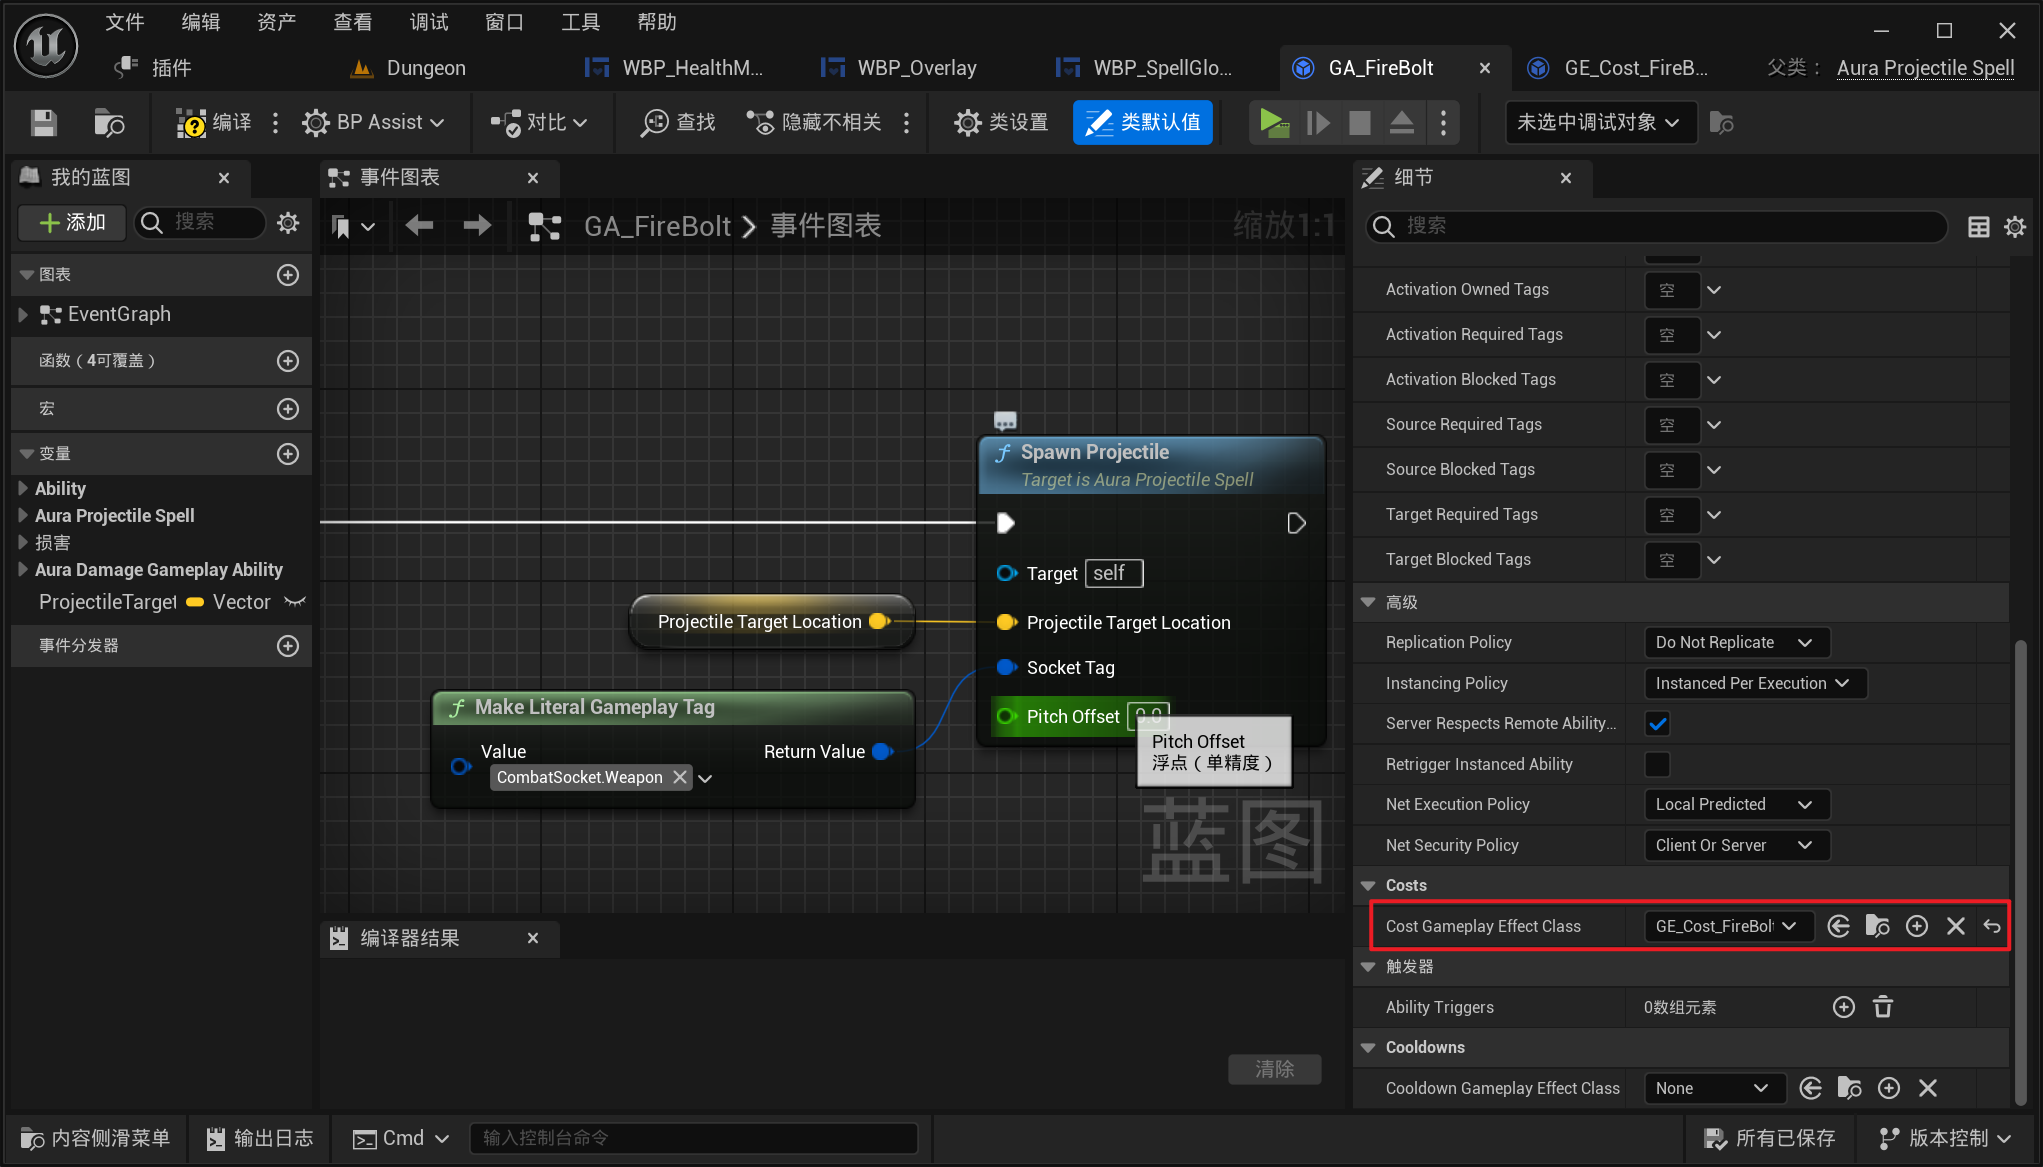 文件 编辑 资产 查看 调试 窗口 工具 帮助
插件 Dungeon WBP_HealthM... WBP_Overlay WBP_SpellGlo... GA_FireBolt GE_Cost_FireB... 父类： Aura Projectile Spell
编译 BP Assist 对比 查找 隐藏不相关 类设置 类默认值 未选中调试对象
我的蓝图
添加 搜索
图表
EventGraph
函数（4可覆盖）
宏
变量
Ability
Aura Projectile Spell
损害
Aura Damage Gameplay Ability
ProjectileTarget Vector
事件分发器
事件图表
GA_FireBolt 事件图表 缩放1:1
Spawn Projectile
Target is Aura Projectile Spell
Target self
Projectile Target Location
Projectile Target Location
Socket Tag
Pitch Offset 0.0
Make Literal Gameplay Tag
Value Return Value
CombatSocket.Weapon
Pitch Offset
浮点（单精度）
蓝图
编译器结果
清除
细节
搜索
Activation Owned Tags 空
Activation Required Tags 空
Activation Blocked Tags 空
Source Required Tags 空
Source Blocked Tags 空
Target Required Tags 空
Target Blocked Tags 空
高级
Replication Policy Do Not Replicate
Instancing Policy Instanced Per Execution
Server Respects Remote Ability...
Retrigger Instanced Ability
Net Execution Policy Local Predicted
Net Security Policy Client Or Server
Costs
Cost Gameplay Effect Class GE_Cost_FireBolt
触发器
Ability Triggers 0数组元素
Cooldowns
Cooldown Gameplay Effect Class None
内容侧滑菜单 输出日志 Cmd 输入控制台命令 所有已保存 版本控制